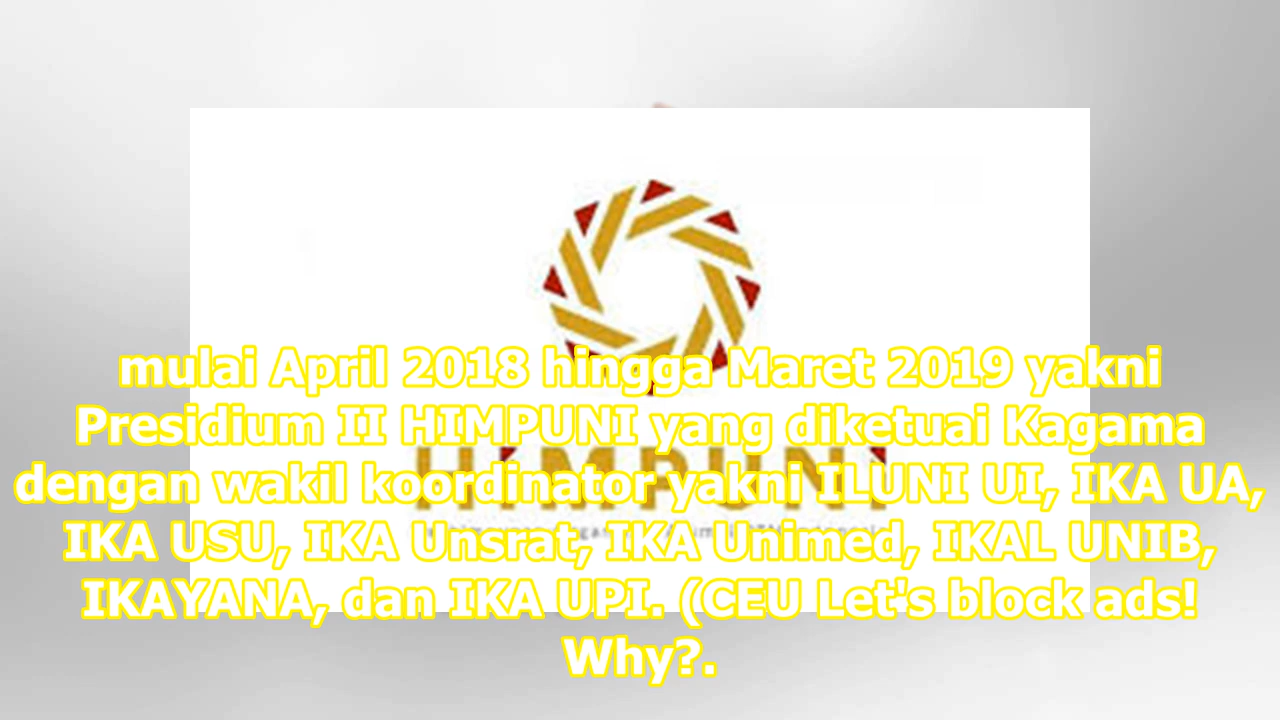 mulai April 2018 hingga Maret 2019 yakni
Presidium II HIMPUNI yang diketuai Kagama
HIMPUNI
dengan wakil koordinator yakni ILUNI UI, IKA UA,
IKA USU, IKA Unsrat, IKA Unimed, IKAL UNIB,
IKAYANA, dan IKA UPI. (CEU Let's block ads!
Why?.